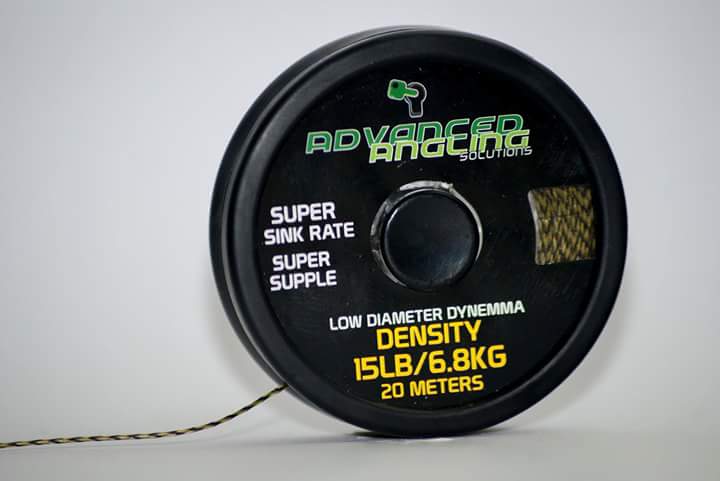 ADVANCED
ANGLING
SOLUTIONS
SUPER
SINK RATE
SUPER
SUPPLE
LOW DIAMETER DYNEMMA
DENSITY
15LB/6.8KG
20 METERS